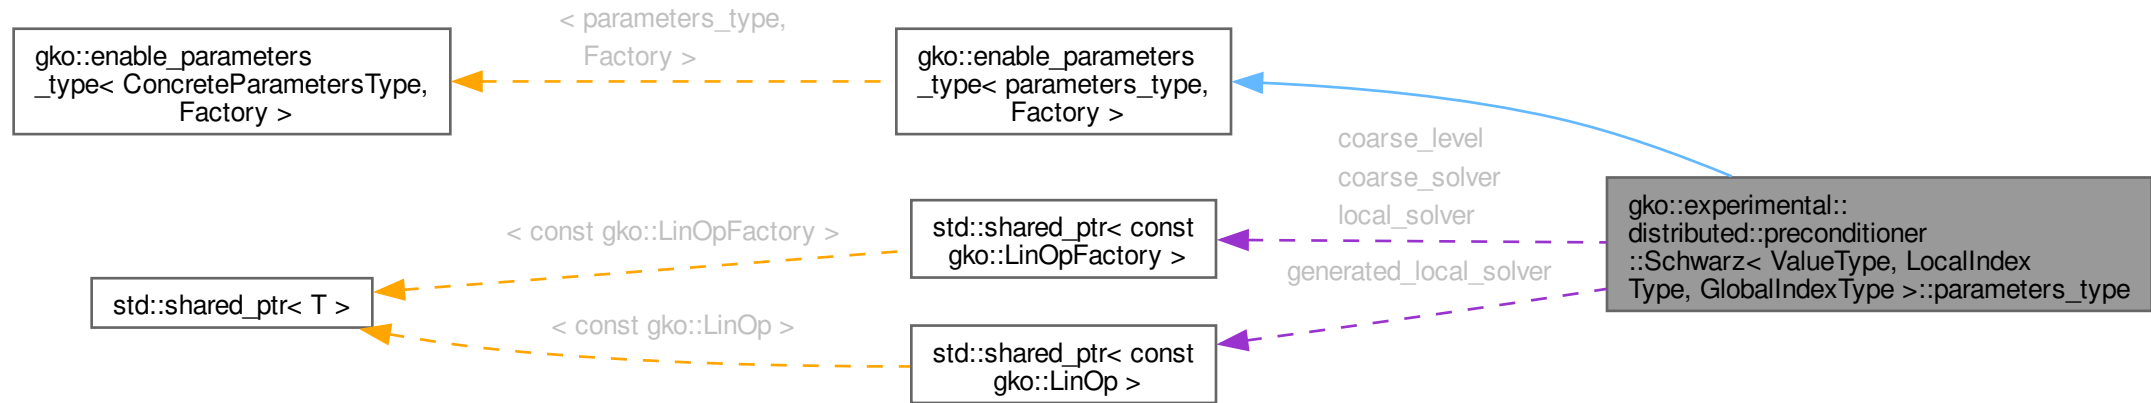 < parameters_type,
Factory >
gko::enable_parameters
_type< ConcreteParametersType,
Factory >
gko::enable_parameters
_type< parameters_type,
Factory >
coarse_level
coarse_solver
local_solver
gko::experimental::
distributed::preconditioner
::Schwarz< ValueType, LocalIndex
Type, GlobalIndexType >::parameters_type
< const gko::LinOpFactory >
std::shared_ptr< const
gko::LinOpFactory >
generated_local_solver
std::shared_ptr< T >
< const gko::LinOp >
std::shared_ptr< const
gko::LinOp >